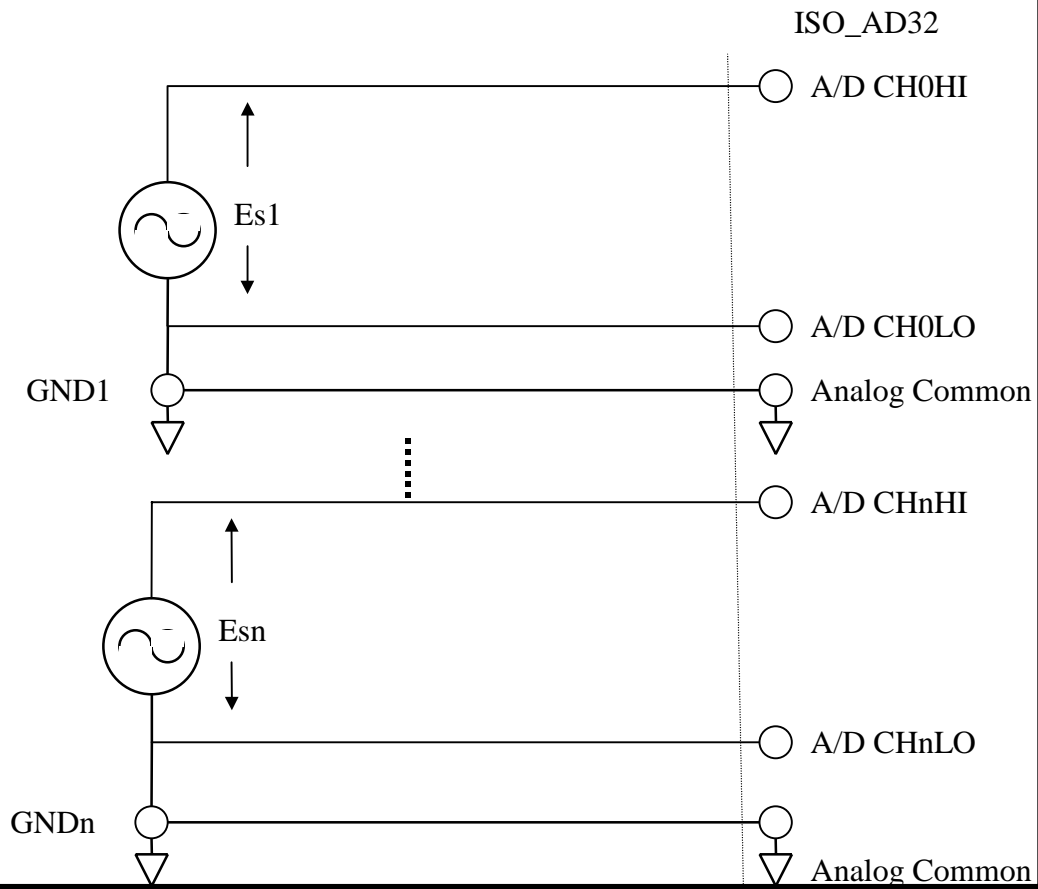 ISO_AD32
A/D CH0HI
Es1
A/D CH0LO
GND1
Analog Common
A/D CHnHI
Esn
A/D CHnLO
GNDn
Analog Common